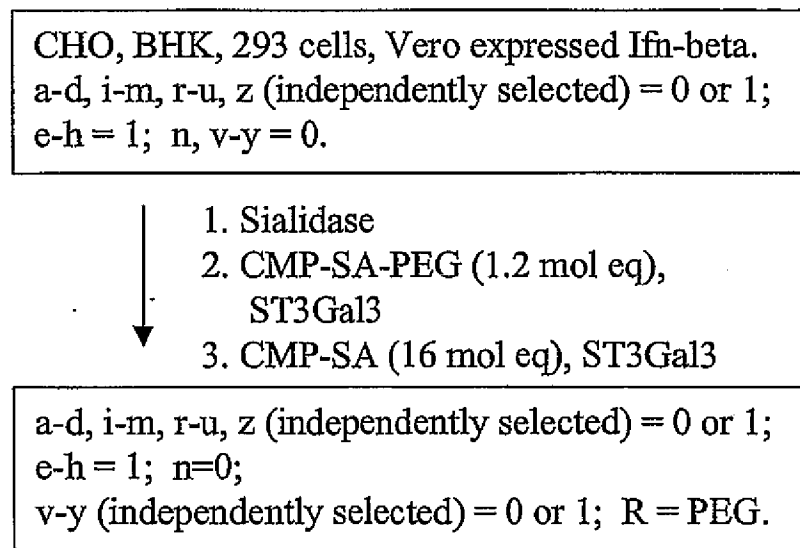 CHO, BHK, 293 cells, Vero expressed Ifn-beta.
a-d, i-m, r-u, z (independently selected) = 0 or 1;
e-h = 1; n, v-y = 0.
1. Sialidase
2. CMP-SA-PEG (1.2 mol eq),
ST3Gal3
3. CMP-SA (16 mol eq), ST3Gal3
a-d, i-m, r-u, z (independently selected) = 0 or 1;
e-h = 1; n=0;
v-y (independently selected) = 0 or 1; R = PEG.